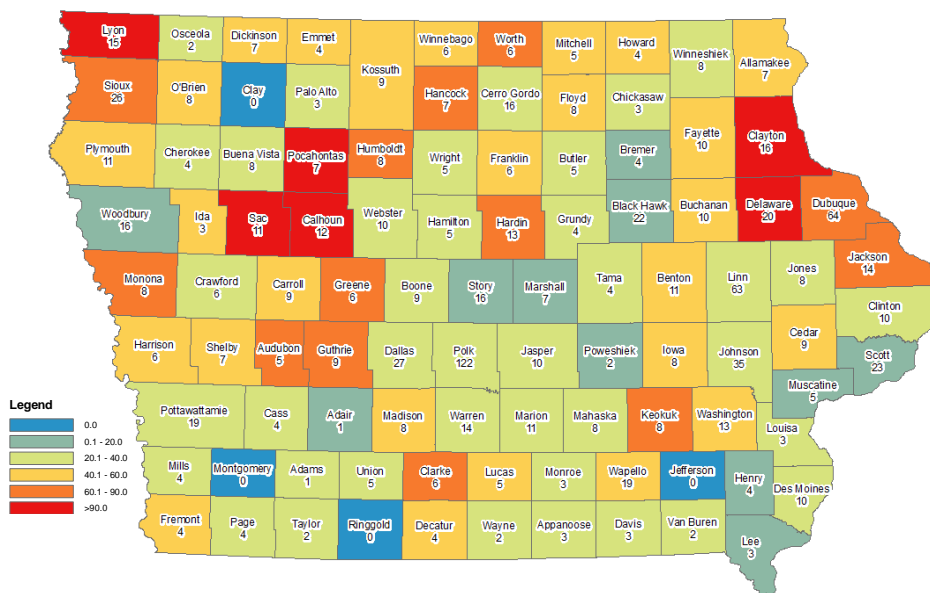 Lyon
15
Osceola
2
Dickinson
7
Emmet
4
Kossuth
9
Winnebago
6
Worth
6
Mitchell
5
Howard
4
Winneshiek
8
Allamakee
7
Sioux
26
O'Brien
8
Clay
0
Palo Alto
3
Hancock
7
Cerro Gordo
16
Floyd
8
Chickasaw
3
Fayette
10
Clayton
16
Plymouth
11
Cherokee
4
Buena Vista
8
Pocahontas
7
Humboldt
8
Wright
5
Franklin
6
Butler
5
Bremer
4
Woodbury
16
Ida
3
Sac
11
Calhoun
12
Webster
10
Hamilton
5
Hardin
13
Grundy
4
Black Hawk
22
Buchanan
10
Delaware
20
Dubuque
64
Monona
8
Crawford
6
Carroll
9
Greene
6
Boone
9
Story
16
Marshall
7
Tama
4
Benton
11
Linn
63
Jones
8
Jackson
14
Clinton
10
Harrison
6
Shelby
7
Audubon
5
Guthrie
9
Dallas
27
Polk
122
Jasper
10
Poweshiek
2
Iowa
8
Johnson
35
Cedar
9
Scott
23
Muscatine
5
Legend
0.0
0.1 - 20.0
20.1 - 40.0
40.1 - 60.0
60.1 - 90.0
>90.0
Pottawattamie
19
Cass
4
Adair
1
Madison
8
Warren
14
Marion
11
Mahaska
8
Keokuk
8
Washington
13
Louisa
3
Mills
4
Montgomery
0
Adams
1
Union
5
Clarke
6
Lucas
5
Monroe
3
Wapello
19
Jefferson
0
Henry
4
Des Moines
10
Fremont
4
Page
4
Taylor
2
Ringgold
0
Decatur
4
Wayne
2
Appanoose
3
Davis
3
Van Buren
2
Lee
3